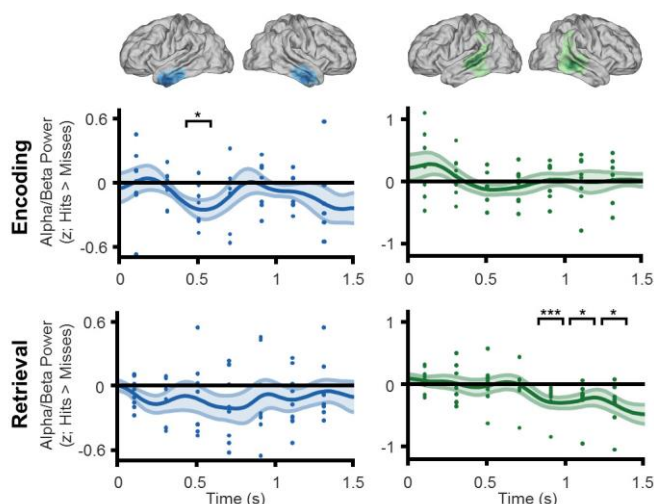 Encoding
Alpha/Beta Power
(z; Hits > Misses)
0.6
0
-0.6
*
0 0.5 1 1.5
1
0
-1
0 0.5 1 1.5
Retrieval
Alpha/Beta Power
(z; Hits > Misses)
0.6
0
-0.6
0 0.5 1 1.5
Time (s)
1
0
-1
*** * *
0 0.5 1 1.5
Time (s)